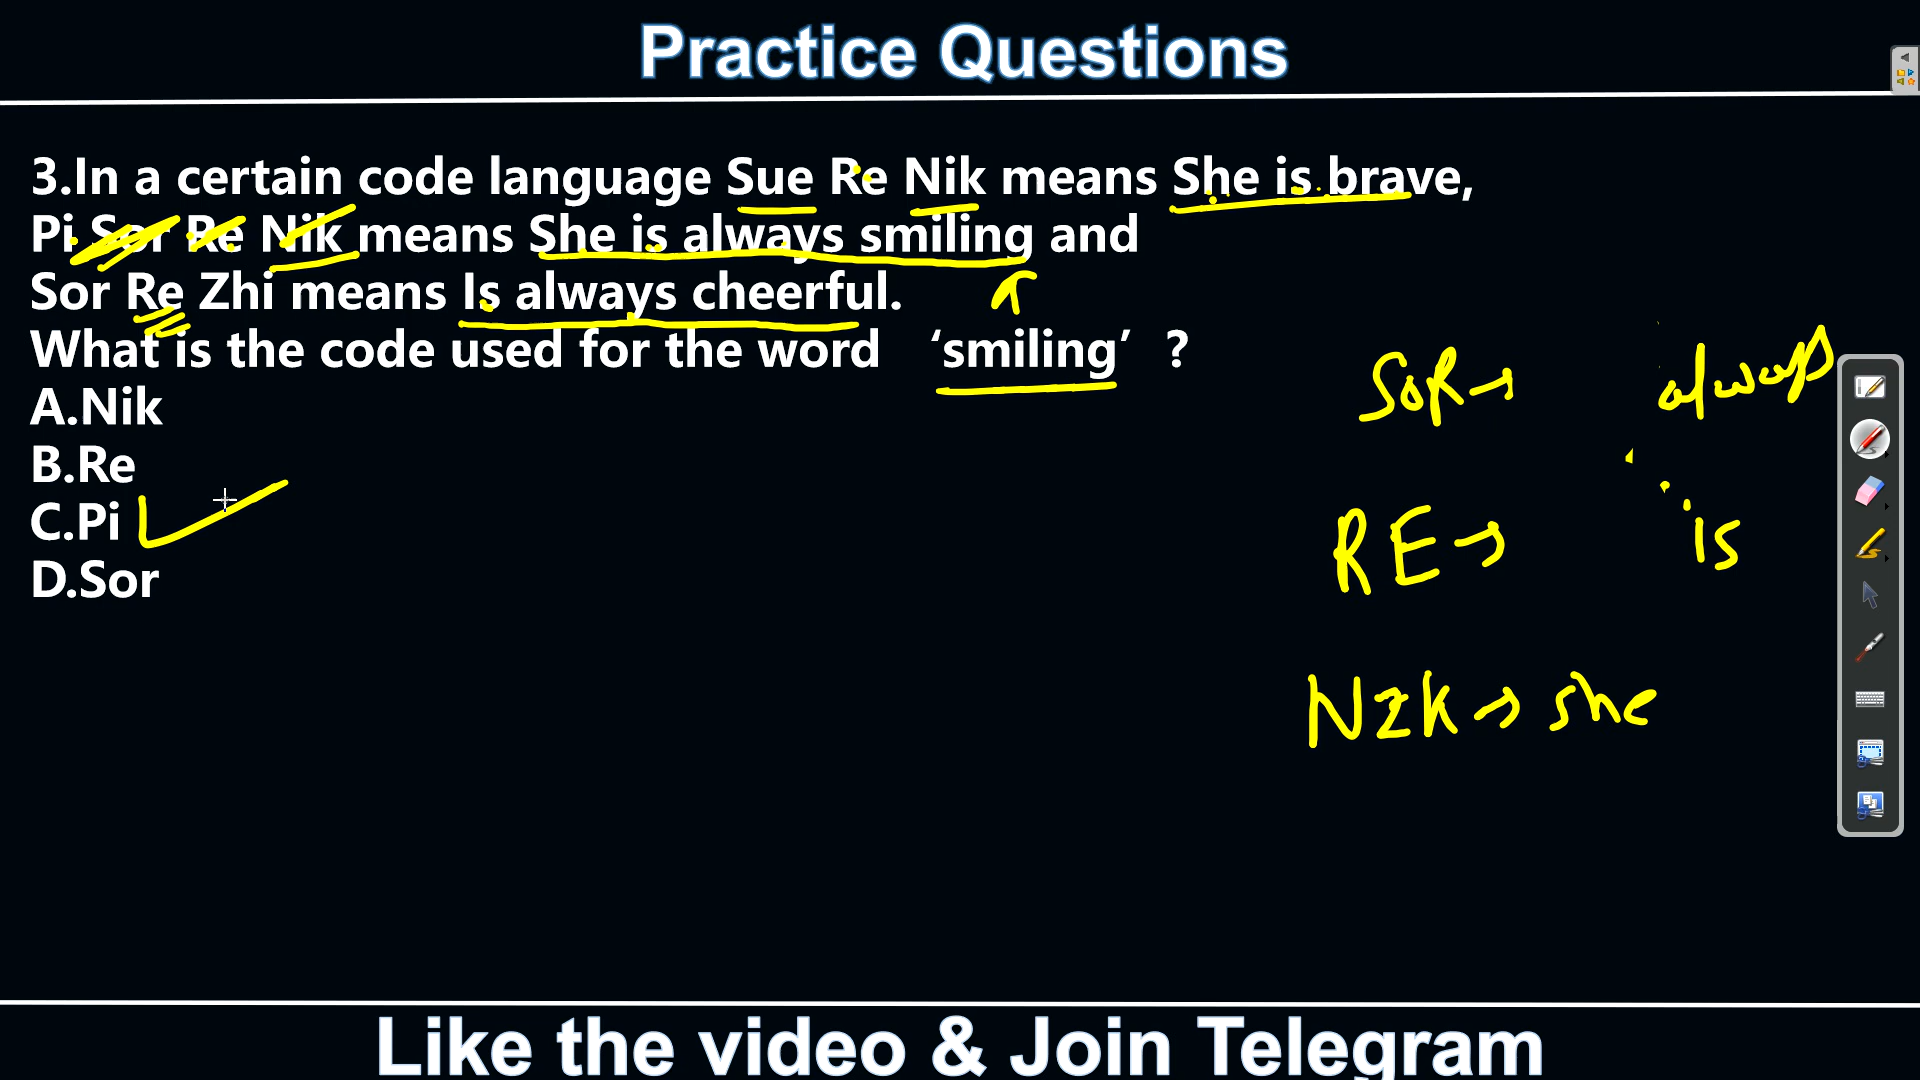 Practice Questions
3.In a certain code language Sue Re Nik means She is brave,
Pi Sor Re Nik means She is always smiling and
Sor Re Zhi means Is always cheerful.
What is the code used for the word ‘smiling’ ?
A.Nik
B.Re
C.Pi
D.Sor
SoR→ always
RE→ is
NIK→ she
Like the video & Join Telegram